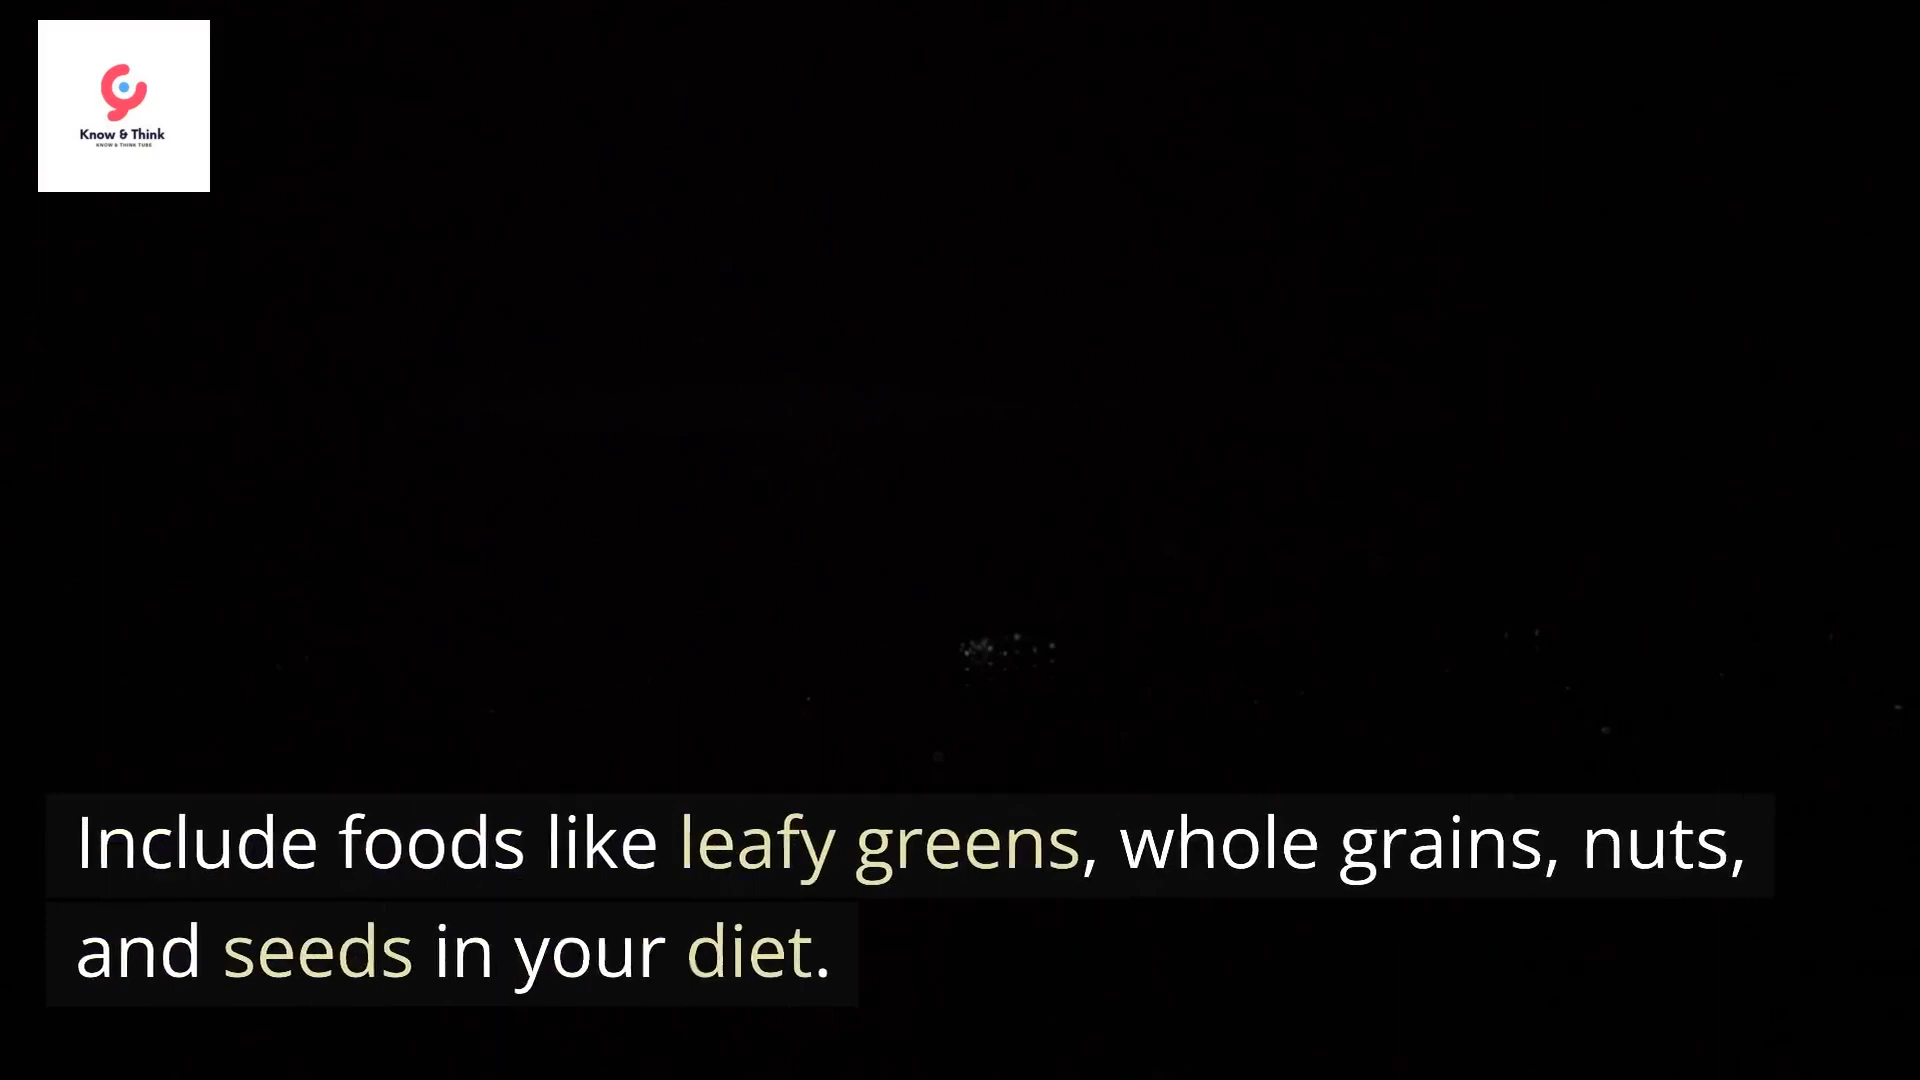 Know & Think
KNOW & THINK TUBE
Include foods like leafy greens, whole grains, nuts,
and seeds in your diet.